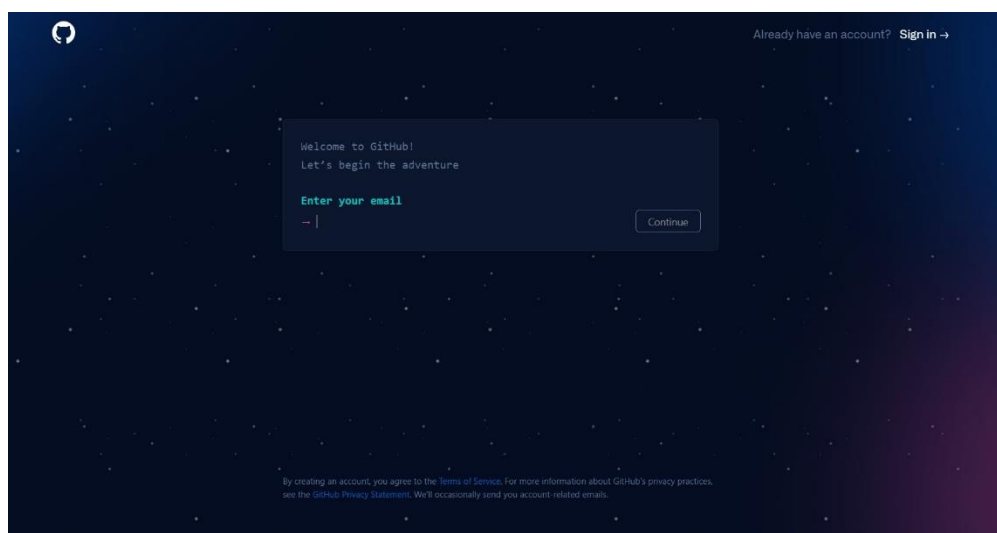 Already have an account? Sign in →
Welcome to GitHub!
Let's begin the adventure
Enter your email
→
Continue
By creating an account, you agree to the Terms of Service. For more information about GitHub's privacy practices,
see the GitHub Privacy Statement. We'll occasionally send you account-related emails.